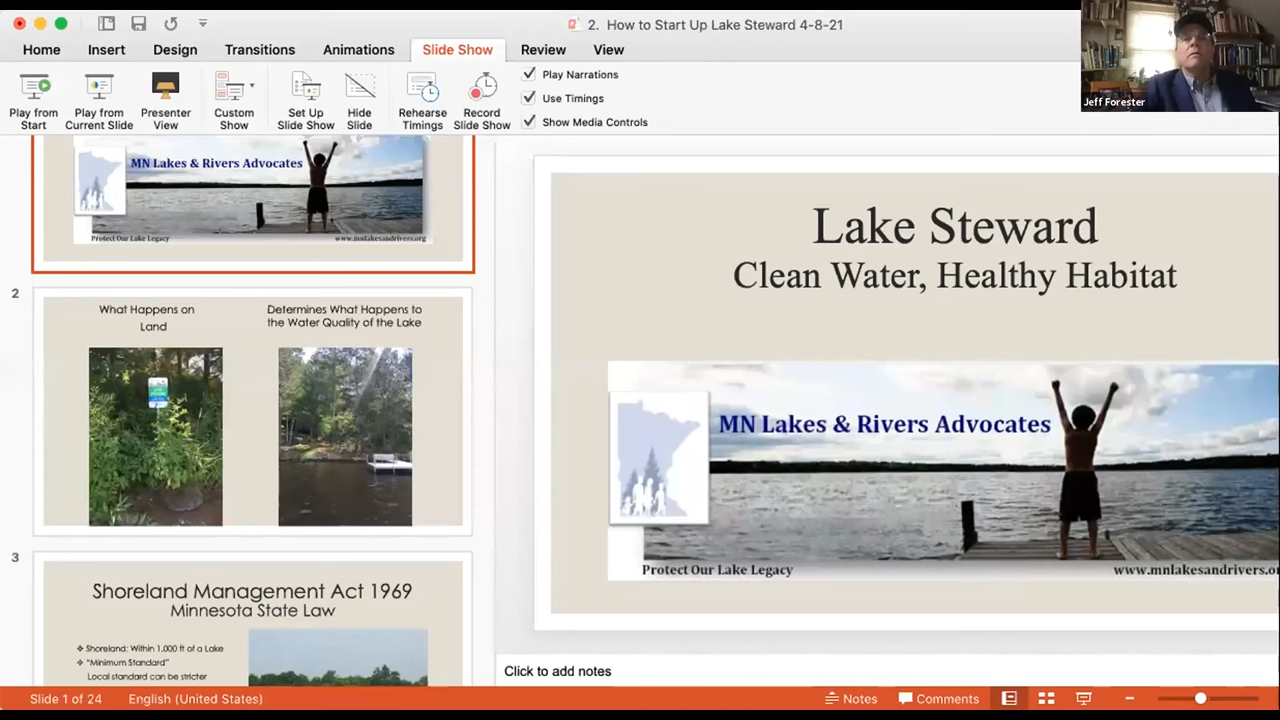 2. How to Start Up Lake Steward 4-8-21
Home Insert Design Transitions Animations Slide Show Review View
Play from Start
Play from Current Slide
Presenter View
Custom Show
Set Up Slide Show
Hide Slide
Rehearse Timings
Record Slide Show
Play Narrations
Use Timings
Show Media Controls
Jeff Forester
MN Lakes & Rivers Advocates
Protect Our Lake Legacy www.mnlakesandrivers.org
2
What Happens on
Land
Determines What Happens to
the Water Quality of the Lake
3
Shoreland Management Act 1969
Minnesota State Law
❖ Shoreland: Within 1,000 ft of a Lake
❖ "Minimum Standard"
Local standard can be stricter
Lake Steward
Clean Water, Healthy Habitat
MN Lakes & Rivers Advocates
Protect Our Lake Legacy www.mnlakesandrivers.or
Click to add notes
Slide 1 of 24 English (United States) Notes Comments